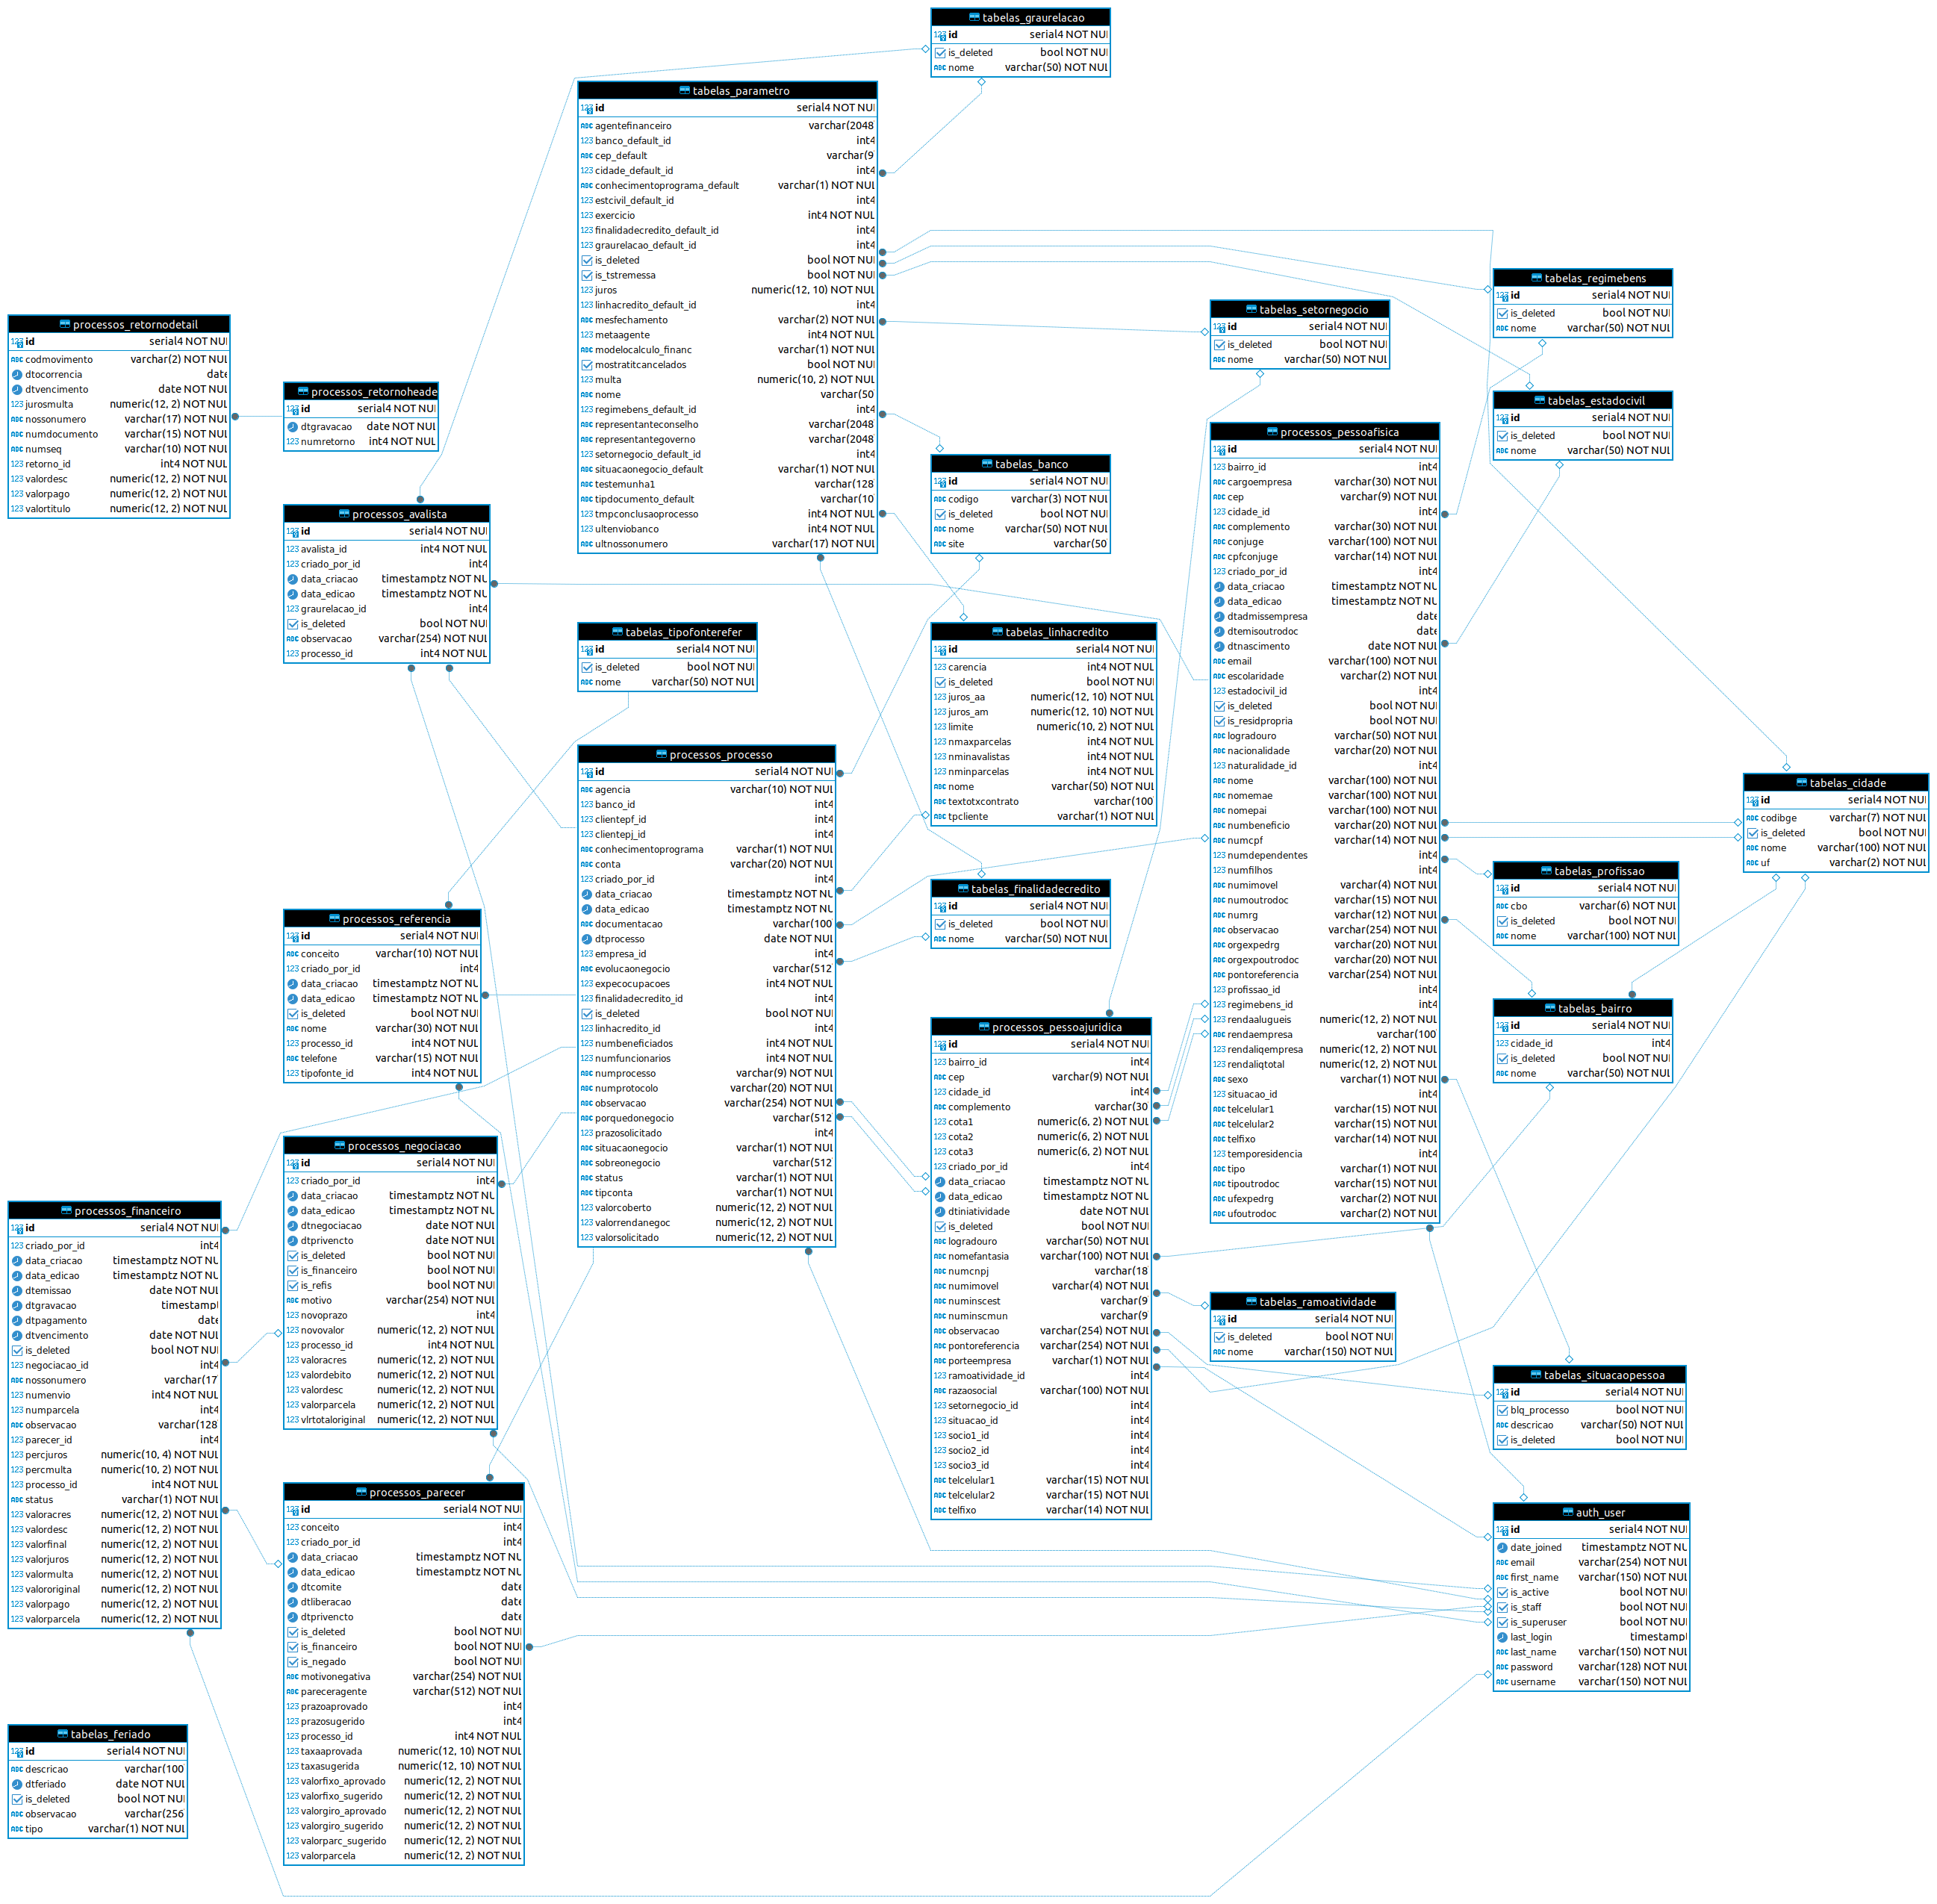 tabelas_graurelacao
id serial4 NOT NUL
is_deleted bool NOT NUL
nome varchar(50) NOT NUL
tabelas_parametro
id serial4 NOT NUL
agentefinanceiro varchar(2048
banco_default_id int4
cep_default varchar(9
cidade_default_id int4
conhecimentoprograma_default varchar(1) NOT NUL
estcivil_default_id int4
exercicio int4 NOT NUL
finalidadecredito_default_id int4
graurelacao_default_id int4
is_deleted bool NOT NUL
is_tstremessa bool NOT NUL
juros numeric(12, 10) NOT NUL
linhacredito_default_id int4
mesfechamento varchar(2) NOT NUL
metaagente int4 NOT NUL
modelocalculo_financ varchar(1) NOT NUL
mostratitcancelados bool NOT NUL
multa numeric(10, 2) NOT NUL
nome varchar(50
regimebens_default_id int4
representanteconselho varchar(2048
representantegoverno varchar(2048
setornegocio_default_id int4
situacaonegocio_default varchar(1) NOT NUL
testemunha1 varchar(128
tipdocumento_default varchar(10
tmpconclusaoprocesso int4 NOT NUL
ultenviobanco int4 NOT NUL
ultnossonumero varchar(17) NOT NUL
tabelas_regimebens
id serial4 NOT NUL
is_deleted bool NOT NUL
nome varchar(50) NOT NUL
tabelas_setornegocio
id serial4 NOT NUL
is_deleted bool NOT NUL
nome varchar(50) NOT NUL
processos_retornodetail
id serial4 NOT NUL
codmovimento varchar(2) NOT NUL
dtocorrencia date
dtvencimento date NOT NUL
jurosmulta numeric(12, 2) NOT NUL
nossonumero varchar(17) NOT NUL
numdocumento varchar(15) NOT NUL
numseq varchar(10) NOT NUL
retorno_id int4 NOT NUL
valordesc numeric(12, 2) NOT NUL
valorpago numeric(12, 2) NOT NUL
valortitulo numeric(12, 2) NOT NUL
processos_retornoheade
id serial4 NOT NUL
dtgravacao date NOT NUL
numretorno int4 NOT NUL
tabelas_estadocivil
id serial4 NOT NUL
is_deleted bool NOT NUL
nome varchar(50) NOT NUL
processos_pessoafisica
id serial4 NOT NUL
bairro_id int4
cargoempresa varchar(30) NOT NUL
cep varchar(9) NOT NUL
cidade_id int4
complemento varchar(30) NOT NUL
conjuge varchar(100) NOT NUL
cpfconjuge varchar(14) NOT NUL
criado_por_id int4
data_criacao timestamptz NOT NU
data_edicao timestamptz NOT NU
dtadmissempresa date
dtemisoutrodoc date
dtnascimento date NOT NUL
email varchar(100) NOT NUL
escolaridade varchar(2) NOT NUL
estadocivil_id int4
is_deleted bool NOT NUL
is_residpropria bool NOT NUL
logradouro varchar(50) NOT NUL
nacionalidade varchar(20) NOT NUL
naturalidade_id int4
nome varchar(100) NOT NUL
nomemae varchar(100) NOT NUL
nomepai varchar(100) NOT NUL
numbeneficio varchar(20) NOT NUL
numcpf varchar(14) NOT NUL
numdependentes int4
numfilhos int4
numimovel varchar(4) NOT NUL
numoutrodoc varchar(15) NOT NUL
numrg varchar(12) NOT NUL
observacao varchar(254) NOT NUL
orgexpedrg varchar(20) NOT NUL
orgexpoutrodoc varchar(20) NOT NUL
pontoreferencia varchar(254) NOT NUL
profissao_id int4
regimebens_id int4
rendaalugueis numeric(12, 2) NOT NUL
rendaempresa varchar(100
rendaliqempresa numeric(12, 2) NOT NUL
rendaliqtotal numeric(12, 2) NOT NUL
sexo varchar(1) NOT NUL
situacao_id int4
telcelular1 varchar(15) NOT NUL
telcelular2 varchar(15) NOT NUL
telfixo varchar(14) NOT NUL
temporesidencia int4
tipo varchar(1) NOT NUL
tipoutrodoc varchar(15) NOT NUL
ufexpedrg varchar(2) NOT NUL
ufoutrodoc varchar(2) NOT NUL
tabelas_banco
id serial4 NOT NUL
codigo varchar(3) NOT NUL
is_deleted bool NOT NUL
nome varchar(50) NOT NUL
site varchar(50
processos_avalista
id serial4 NOT NUL
avalista_id int4 NOT NUL
criado_por_id int4
data_criacao timestamptz NOT NU
data_edicao timestamptz NOT NU
graurelacao_id int4
is_deleted bool NOT NUL
observacao varchar(254) NOT NUL
processo_id int4 NOT NUL
tabelas_tipofonterefer
id serial4 NOT NUL
is_deleted bool NOT NUL
nome varchar(50) NOT NUL
tabelas_linhacredito
id serial4 NOT NUL
carencia int4 NOT NUL
is_deleted bool NOT NUL
juros_aa numeric(12, 10) NOT NUL
juros_am numeric(12, 10) NOT NUL
limite numeric(10, 2) NOT NUL
nmaxparcelas int4 NOT NUL
nminavalistas int4 NOT NUL
nminparcelas int4 NOT NUL
nome varchar(50) NOT NUL
textotxcontrato varchar(100
tpcliente varchar(1) NOT NUL
processos_processo
id serial4 NOT NUL
agencia varchar(10) NOT NUL
banco_id int4
clientepf_id int4
clientepj_id int4
conhecimentoprograma varchar(1) NOT NUL
conta varchar(20) NOT NUL
criado_por_id int4
data_criacao timestamptz NOT NU
data_edicao timestamptz NOT NU
documentacao varchar(100
dtprocesso date NOT NUL
empresa_id int4
evolucaonegocio varchar(512
expecocupacoes int4 NOT NUL
finalidadecredito_id int4
is_deleted bool NOT NUL
linhacredito_id int4
numbeneficiados int4 NOT NUL
numfuncionarios int4 NOT NUL
numprocesso varchar(9) NOT NUL
numprotocolo varchar(20) NOT NUL
observacao varchar(254) NOT NUL
porquedonegocio varchar(512
prazosolicitado int4
situacaonegocio varchar(1) NOT NUL
sobreonegocio varchar(512
status varchar(1) NOT NUL
tipconta varchar(1) NOT NUL
valorcoberto numeric(12, 2) NOT NUL
valorrendanegoc numeric(12, 2) NOT NUL
valorsolicitado numeric(12, 2) NOT NUL
tabelas_cidade
id serial4 NOT NUL
codibge varchar(7) NOT NUL
is_deleted bool NOT NUL
nome varchar(100) NOT NUL
uf varchar(2) NOT NUL
tabelas_profissao
id serial4 NOT NUL
cbo varchar(6) NOT NUL
is_deleted bool NOT NUL
nome varchar(100) NOT NUL
tabelas_finalidadecredito
id serial4 NOT NUL
is_deleted bool NOT NUL
nome varchar(50) NOT NUL
processos_referencia
id serial4 NOT NUL
conceito varchar(10) NOT NUL
criado_por_id int4
data_criacao timestamptz NOT NU
data_edicao timestamptz NOT NU
is_deleted bool NOT NUL
nome varchar(30) NOT NUL
processo_id int4 NOT NUL
telefone varchar(15) NOT NUL
tipofonte_id int4 NOT NUL
tabelas_bairro
id serial4 NOT NUL
cidade_id int4
is_deleted bool NOT NUL
nome varchar(50) NOT NUL
processos_pessoajuridica
id serial4 NOT NUL
bairro_id int4
cep varchar(9) NOT NUL
cidade_id int4
complemento varchar(30
cota1 numeric(6, 2) NOT NUL
cota2 numeric(6, 2) NOT NUL
cota3 numeric(6, 2) NOT NUL
criado_por_id int4
data_criacao timestamptz NOT NU
data_edicao timestamptz NOT NU
dtiniatividade date NOT NUL
is_deleted bool NOT NUL
logradouro varchar(50) NOT NUL
nomefantasia varchar(100) NOT NUL
numcnpj varchar(18
numimovel varchar(4) NOT NUL
numinscest varchar(9
numinscmun varchar(9
observacao varchar(254) NOT NUL
pontoreferencia varchar(254) NOT NUL
porteempresa varchar(1) NOT NUL
ramoatividade_id int4
razaosocial varchar(100) NOT NUL
setornegocio_id int4
situacao_id int4
socio1_id int4
socio2_id int4
socio3_id int4
telcelular1 varchar(15) NOT NUL
telcelular2 varchar(15) NOT NUL
telfixo varchar(14) NOT NUL
processos_negociacao
id serial4 NOT NUL
criado_por_id int4
data_criacao timestamptz NOT NU
data_edicao timestamptz NOT NU
dtnegociacao date NOT NUL
dtprivencto date NOT NUL
is_deleted bool NOT NUL
is_financeiro bool NOT NUL
is_refis bool NOT NUL
motivo varchar(254) NOT NUL
novoprazo int4
novovalor numeric(12, 2) NOT NUL
processo_id int4 NOT NUL
valoracres numeric(12, 2) NOT NUL
valordebito numeric(12, 2) NOT NUL
valordesc numeric(12, 2) NOT NUL
valorparcela numeric(12, 2) NOT NUL
vlrtotaloriginal numeric(12, 2) NOT NUL
processos_financeiro
id serial4 NOT NUL
criado_por_id int4
data_criacao timestamptz NOT NU
data_edicao timestamptz NOT NU
dtemissao date NOT NUL
dtgravacao timestamp
dtpagamento date
dtvencimento date NOT NUL
is_deleted bool NOT NUL
negociacao_id int4
nossonumero varchar(17
numenvio int4 NOT NUL
numparcela int4
observacao varchar(128
parecer_id int4
percjuros numeric(10, 4) NOT NUL
percmulta numeric(10, 2) NOT NUL
processo_id int4 NOT NUL
status varchar(1) NOT NUL
valoracres numeric(12, 2) NOT NUL
valordesc numeric(12, 2) NOT NUL
valorfinal numeric(12, 2) NOT NUL
valorjuros numeric(12, 2) NOT NUL
valormulta numeric(12, 2) NOT NUL
valororiginal numeric(12, 2) NOT NUL
valorpago numeric(12, 2) NOT NUL
valorparcela numeric(12, 2) NOT NUL
tabelas_ramoatividade
id serial4 NOT NUL
is_deleted bool NOT NUL
nome varchar(150) NOT NUL
tabelas_situacaopessoa
id serial4 NOT NUL
blq_processo bool NOT NUL
descricao varchar(50) NOT NUL
is_deleted bool NOT NUL
processos_parecer
id serial4 NOT NUL
conceito int4
criado_por_id int4
data_criacao timestamptz NOT NU
data_edicao timestamptz NOT NU
dtcomite date
dtliberacao date
dtprivencto date
is_deleted bool NOT NUL
is_financeiro bool NOT NUL
is_negado bool NOT NUL
motivonegativa varchar(254) NOT NUL
pareceragente varchar(512) NOT NUL
prazoaprovado int4
prazosugerido int4
processo_id int4 NOT NUL
taxaaprovada numeric(12, 10) NOT NUL
taxasugerida numeric(12, 10) NOT NUL
valorfixo_aprovado numeric(12, 2) NOT NUL
valorfixo_sugerido numeric(12, 2) NOT NUL
valorgiro_aprovado numeric(12, 2) NOT NUL
valorgiro_sugerido numeric(12, 2) NOT NUL
valorparc_sugerido numeric(12, 2) NOT NUL
valorparcela numeric(12, 2) NOT NUL
auth_user
id serial4 NOT NUL
date_joined timestamptz NOT NU
email varchar(254) NOT NUL
first_name varchar(150) NOT NUL
is_active bool NOT NUL
is_staff bool NOT NUL
is_superuser bool NOT NUL
last_login timestamp
last_name varchar(150) NOT NUL
password varchar(128) NOT NUL
username varchar(150) NOT NUL
tabelas_feriado
id serial4 NOT NUL
descricao varchar(100
dtferiado date NOT NUL
is_deleted bool NOT NUL
observacao varchar(256
tipo varchar(1) NOT NUL